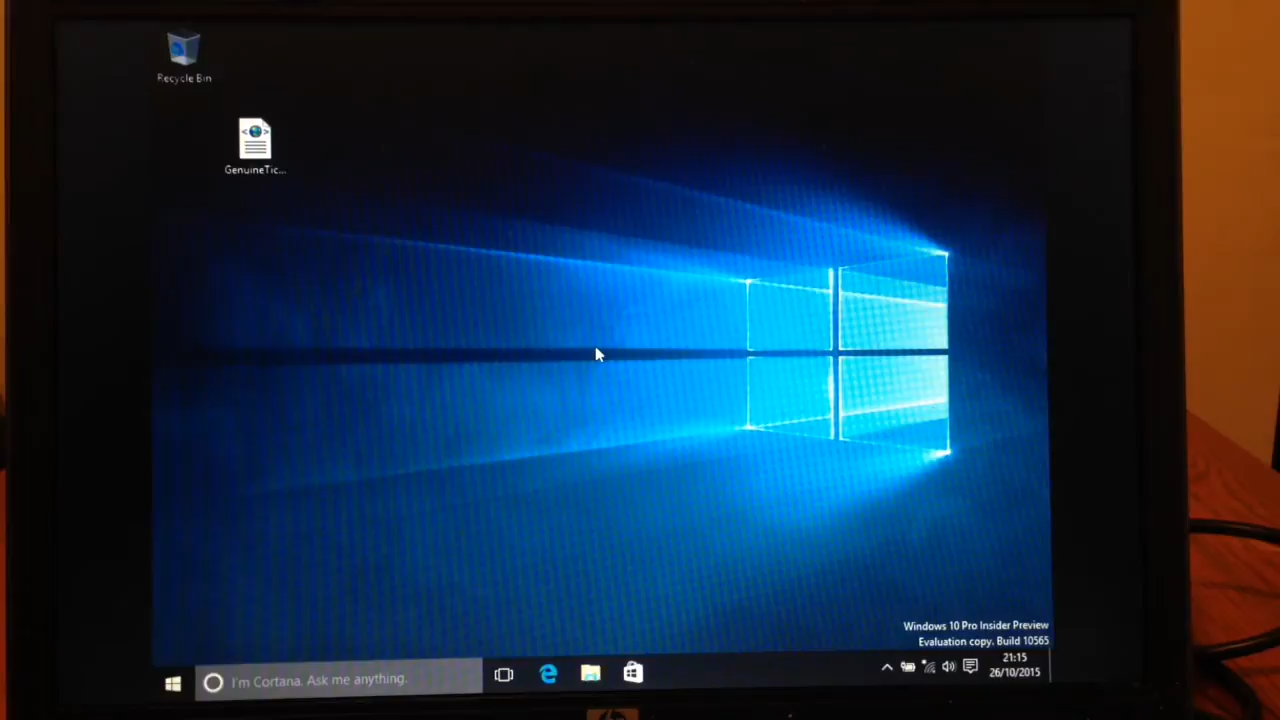 Recycle Bin
GenuineTic...
Windows 10 Pro Insider Preview
Evaluation copy. Build 10565
I'm Cortana. Ask me anything.
21:15
26/10/2015